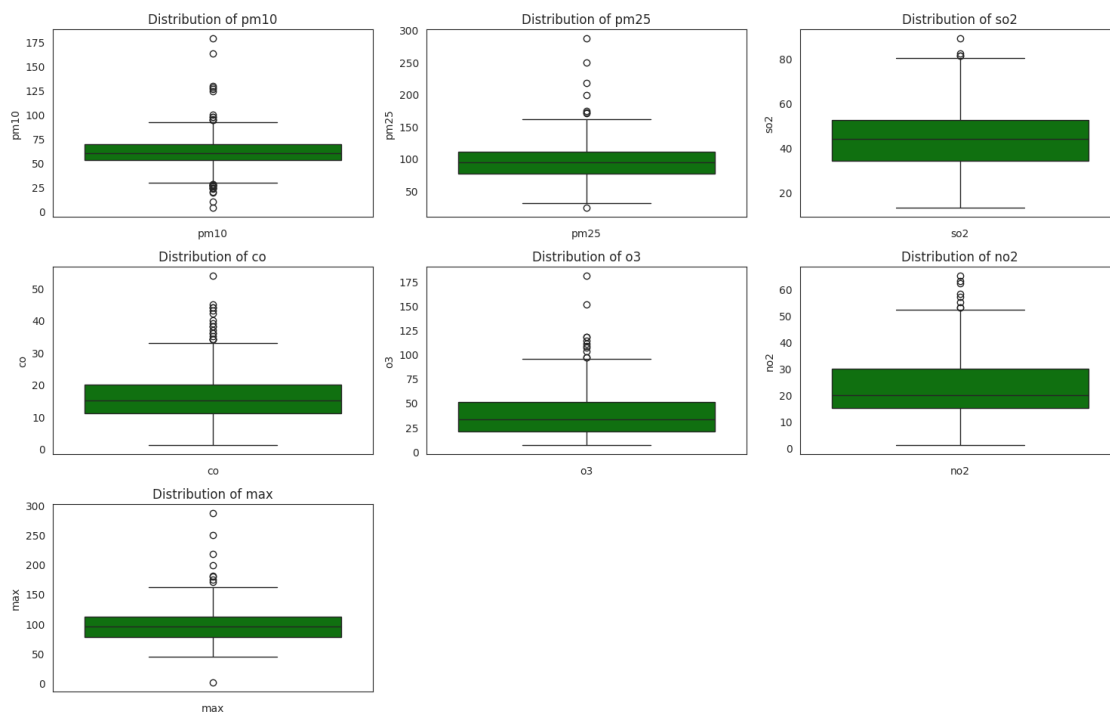 Distribution of pm10
175
150
125
100
75
50
25
0
pm10
pm10
Distribution of pm25
300
250
200
150
100
50
pm25
pm25
Distribution of so2
80
60
40
20
so2
so2
Distribution of co
50
40
30
20
10
0
co
co
Distribution of o3
175
150
125
100
75
50
25
0
o3
o3
Distribution of no2
60
50
40
30
20
10
0
no2
no2
Distribution of max
300
250
200
150
100
50
0
max
max